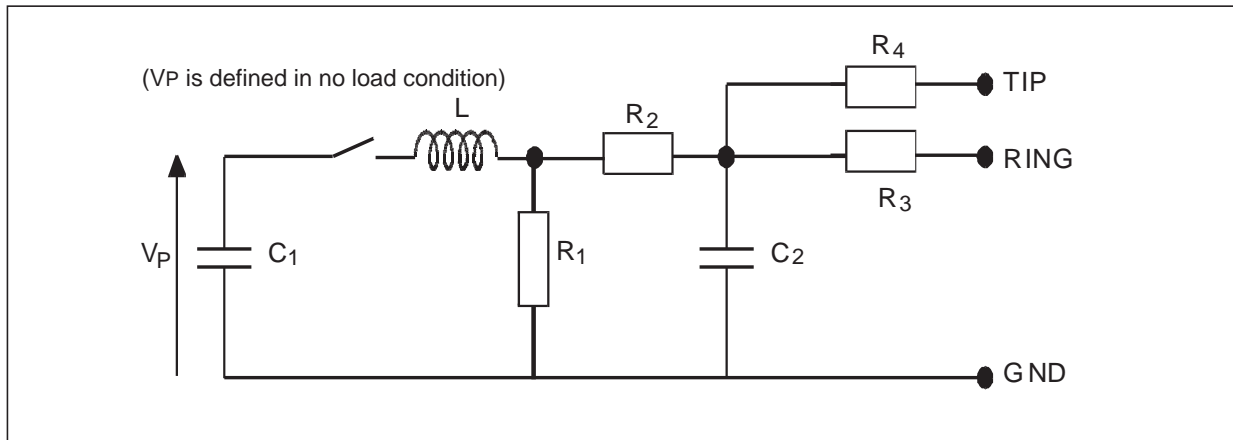 (VP is defined in no load condition)
L
R2
R4
TIP
RING
R3
VP
C1
R1
C2
GND